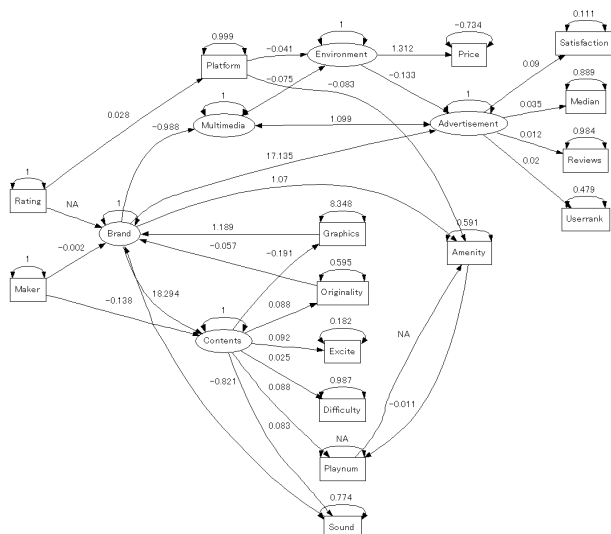 0.999
Platform
-0.041
1
Environment
1.312
-0.734
Price
0.111
Satisfaction
-0.075
-0.083
-0.133
0.09
0.889
Median
0.028
1
Multimedia
1.099
1
Advertisement
0.035
0.012
0.984
Reviews
-0.988
17.135
0.02
0.479
Userrank
1
Rating
NA
1
Brand
1.07
1.189
8.348
Graphics
0.591
Amenity
-0.002
-0.057
-0.191
1
Maker
-0.138
18.294
0.595
Originality
1
Contents
0.088
0.092
0.182
Excite
NA
0.025
0.987
Difficulty
-0.821
0.088
-0.011
0.083
NA
Playnum
0.774
Sound